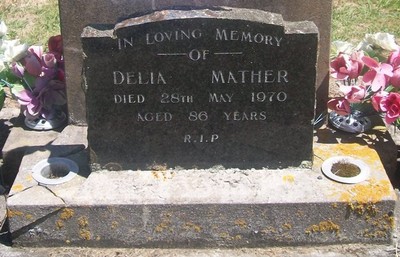 IN LOVING MEMORY
OF
DELIA MATHER
DIED 28TH MAY 1970
AGED 86 YEARS
R.I.P